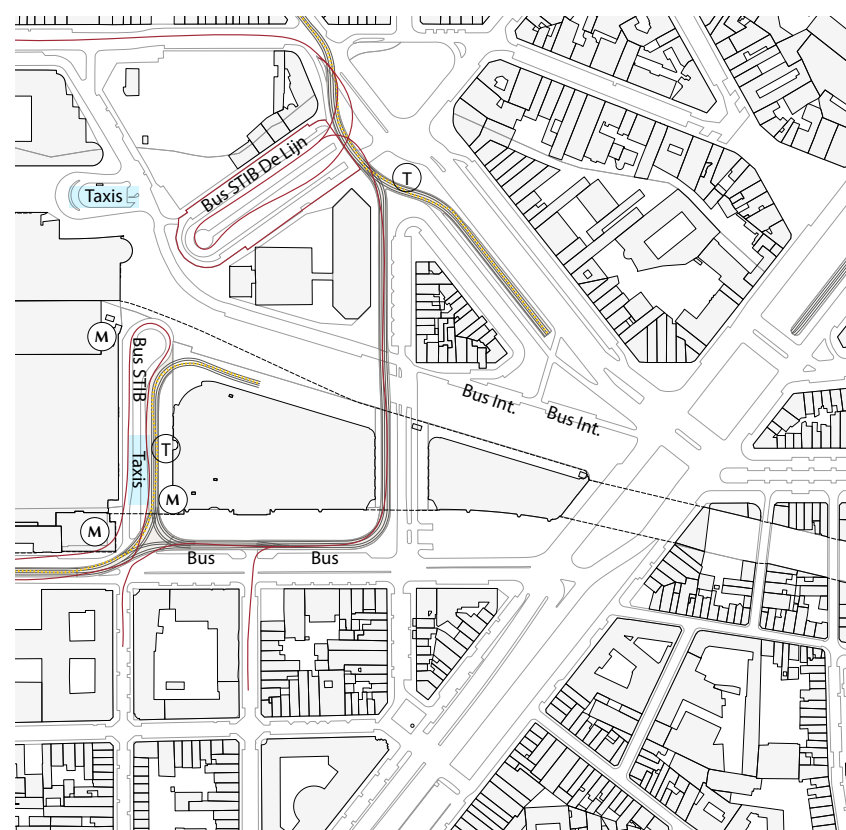 Bus STIB De Lijn
T
Taxis
M
Bus STIB
Bus Int.
Bus Int.
T
Taxis
M
M
Bus
Bus